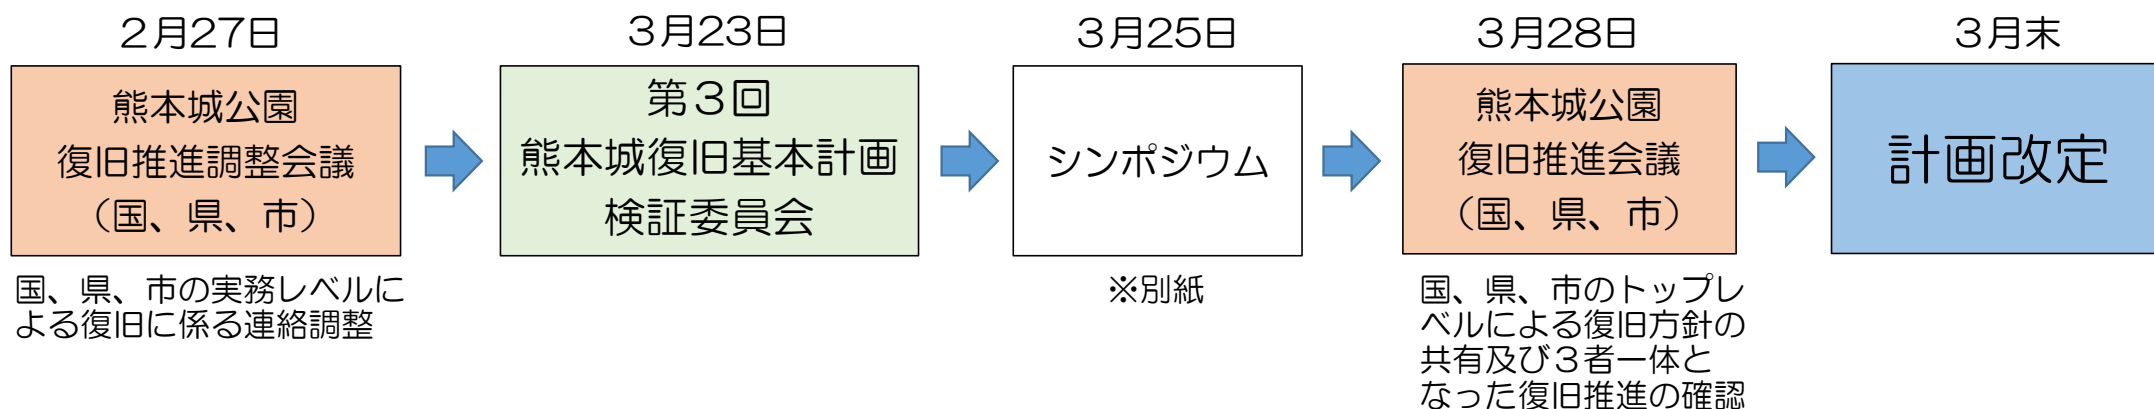 ２月27日
熊本城公園
復旧推進調整会議
（国、県、市）
国、県、市の実務レベルに
よる復旧に係る連絡調整
３月23日
第３回
熊本城復旧基本計画
検証委員会
３月25日
シンポジウム
※別紙
３月28日
熊本城公園
復旧推進会議
（国、県、市）
国、県、市のトップレ
ベルによる復旧方針の
共有及び３者一体と
なった復旧推進の確認
３月末
計画改定